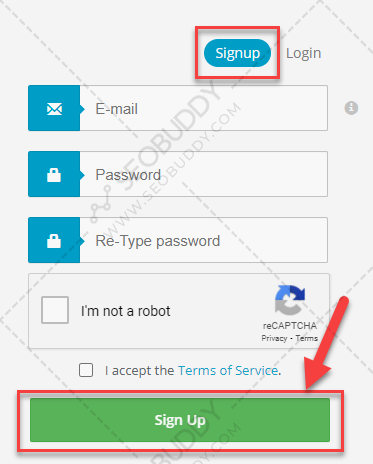 Signup Login
E-mail
Password
Re-Type password
I'm not a robot
reCAPTCHA
Privacy - Terms
I accept the Terms of Service.
Sign Up
SEOBUDDY
WWW.SEOBUDDY.COM
SEOBUDDY